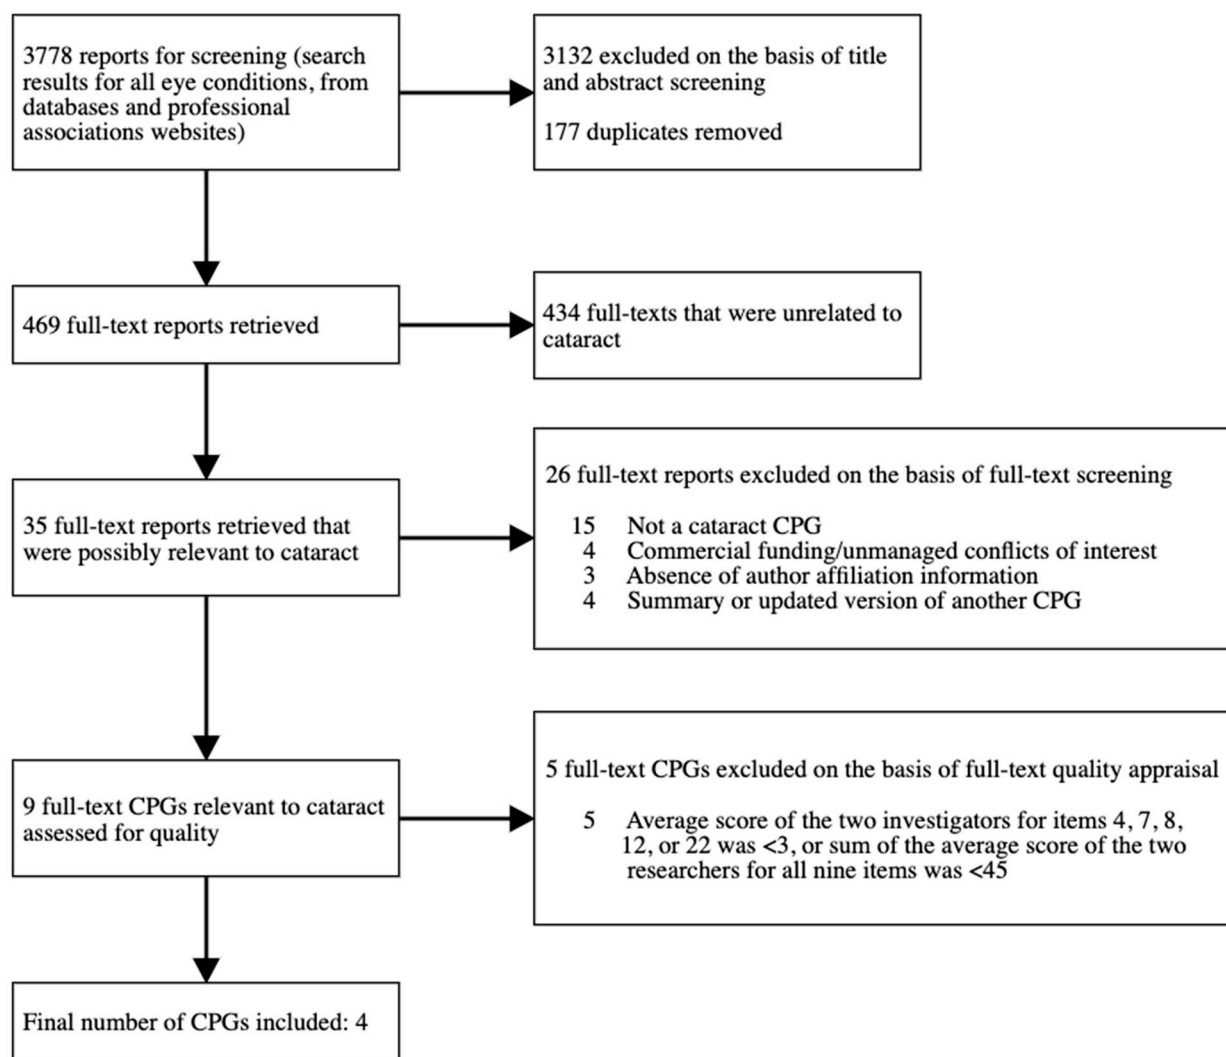 3778 reports for screening (search
results for all eye conditions, from
databases and professional
associations websites)
3132 excluded on the basis of title
and abstract screening
177 duplicates removed
469 full-text reports retrieved
434 full-texts that were unrelated to
cataract
35 full-text reports retrieved that
were possibly relevant to cataract
26 full-text reports excluded on the basis of full-text screening
15 Not a cataract CPG
4 Commercial funding/unmanaged conflicts of interest
3 Absence of author affiliation information
4 Summary or updated version of another CPG
9 full-text CPGs relevant to cataract
assessed for quality
5 full-text CPGs excluded on the basis of full-text quality appraisal
5 Average score of the two investigators for items 4, 7, 8,
12, or 22 was <3, or sum of the average score of the two
researchers for all nine items was <45
Final number of CPGs included: 4